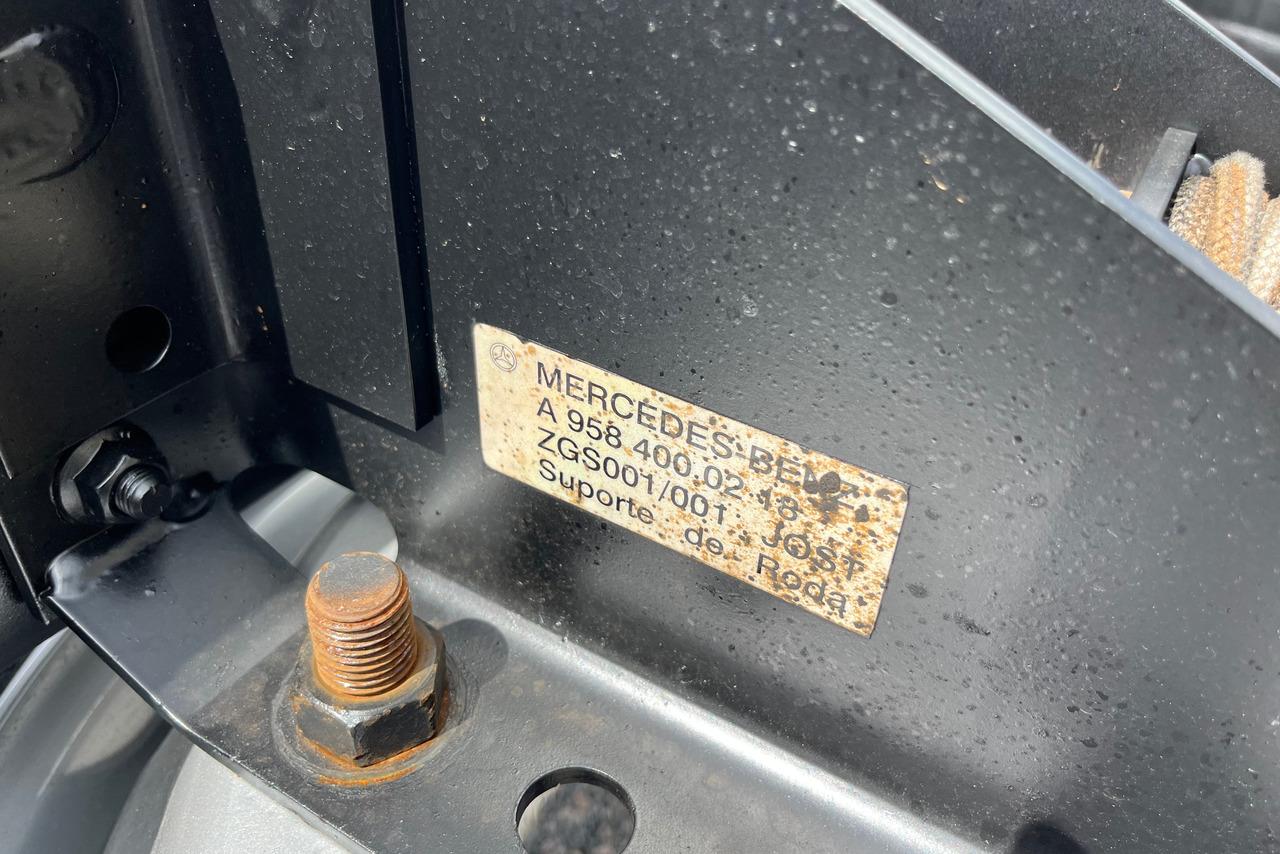 MERCEDES-BENZ
A 958 400.02 18
ZGS001/001 JOST
Suporte de Roda